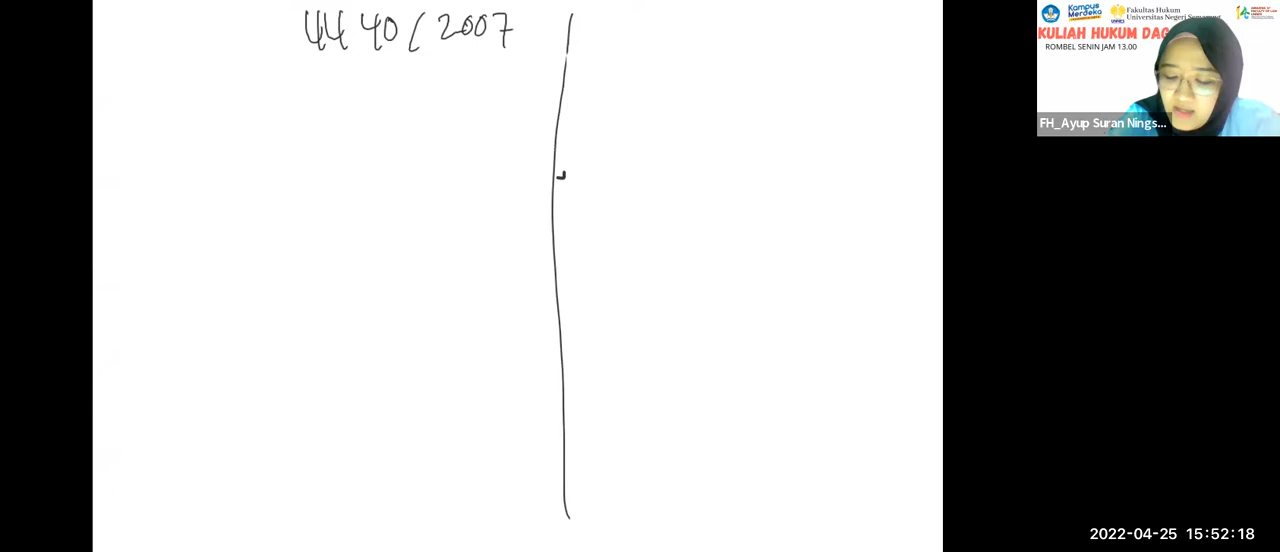 UU 40/2007
Kampus
Merdeka
UNNES
Fakultas Hukum
Universitas Negeri Semarang
KULIAH HUKUM DAG
ROMBEL SENIN JAM 13.00
FH_Ayup Suran Nings...
2022-04-25 15:52:18